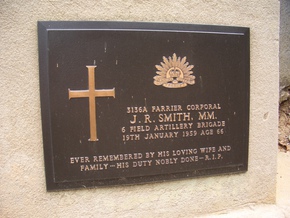 3136A FARRIER CORPORAL
J. R. SMITH, MM.
6 FIELD ARTILLERY BRIGADE
19TH JANUARY 1959 AGE 66
EVER REMEMBERED BY HIS LOVING WIFE AND
FAMILY—HIS DUTY NOBLY DONE—R.I.P.